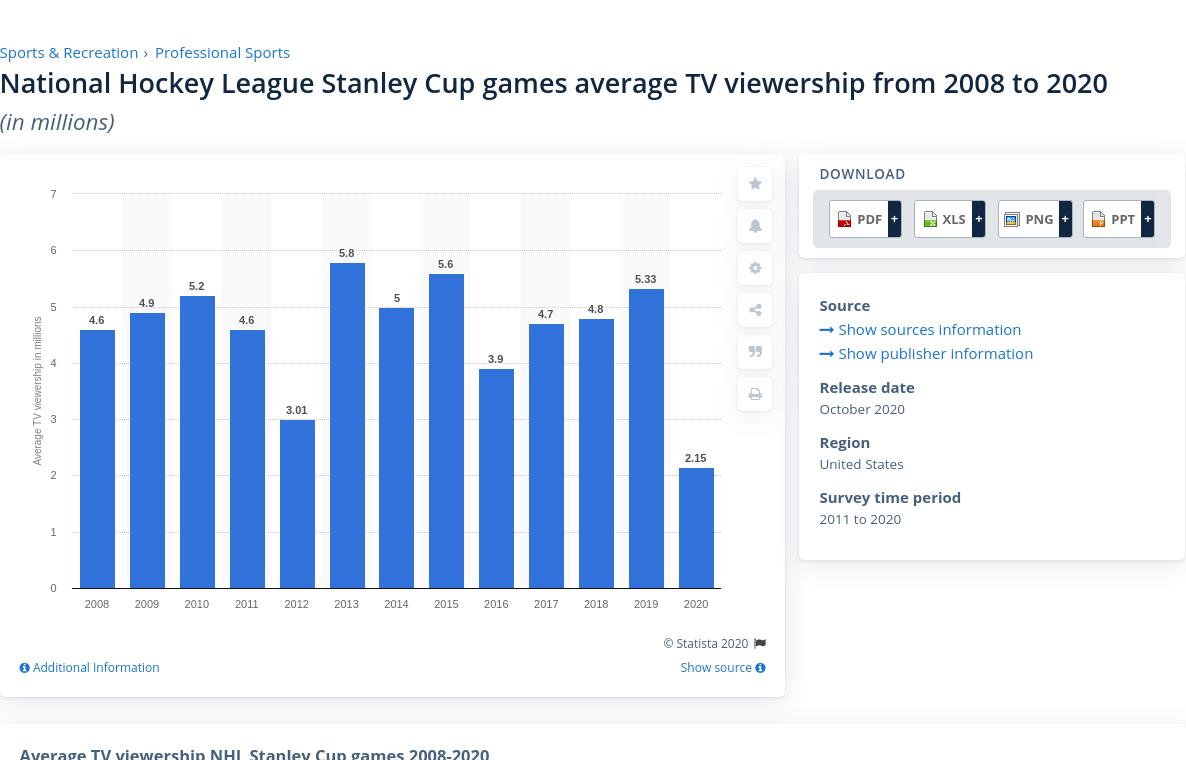 Sports & Recreation › Professional Sports
National Hockey League Stanley Cup games average TV viewership from 2008 to 2020
(in millions)
7
6
5
4
3
2
1
0
Average TV viewership in millions
4.6
4.9
5.2
4.6
3.01
5.8
5
5.6
3.9
4.7
4.8
5.33
2.15
2008 2009 2010 2011 2012 2013 2014 2015 2016 2017 2018 2019 2020
© Statista 2020
Additional Information
Show source
DOWNLOAD
PDF + XLS + PNG + PPT +
Source
Show sources information
Show publisher information
Release date
October 2020
Region
United States
Survey time period
2011 to 2020
Average TV viewership NHL Stanley Cup games 2008-2020